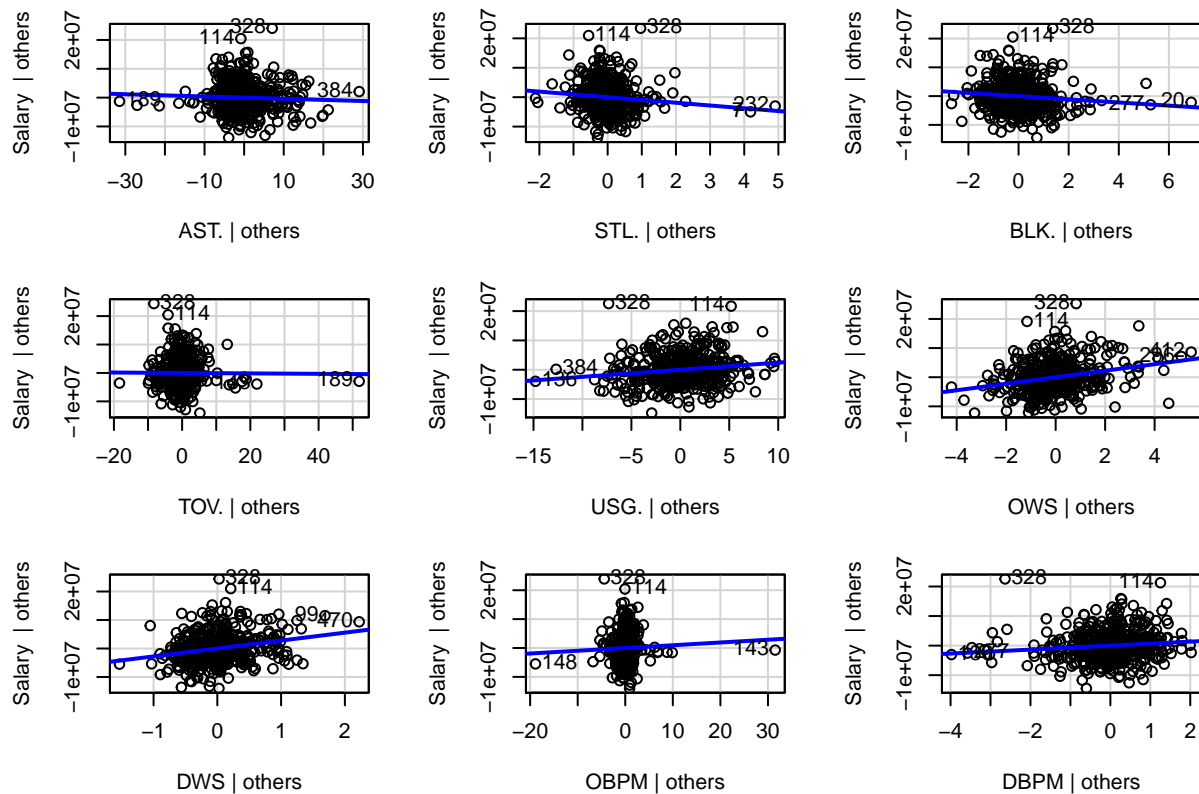 Salary | others
2e+07
−1e+07
328
114
384
−30
−10
10
30
AST. | others
Salary | others
2e+07
−1e+07
114
328
232
−2
0
1
2
3
4
5
STL. | others
Salary | others
2e+07
−1e+07
114
328
277
20
−2
0
2
4
6
BLK. | others
Salary | others
2e+07
−1e+07
328
114
189
−20
0
20
40
TOV. | others
Salary | others
2e+07
−1e+07
328
114
384
−15
−5
0
5
10
USG. | others
Salary | others
2e+07
−1e+07
328
114
412
−4
−2
0
2
4
OWS | others
Salary | others
2e+07
−1e+07
328
114
470
−1
0
1
2
DWS | others
Salary | others
2e+07
−1e+07
328
114
148
143
−20
−10
0
10
20
30
OBPM | others
Salary | others
2e+07
−1e+07
328
114
−4
−3
−2
−1
0
1
2
DBPM | others